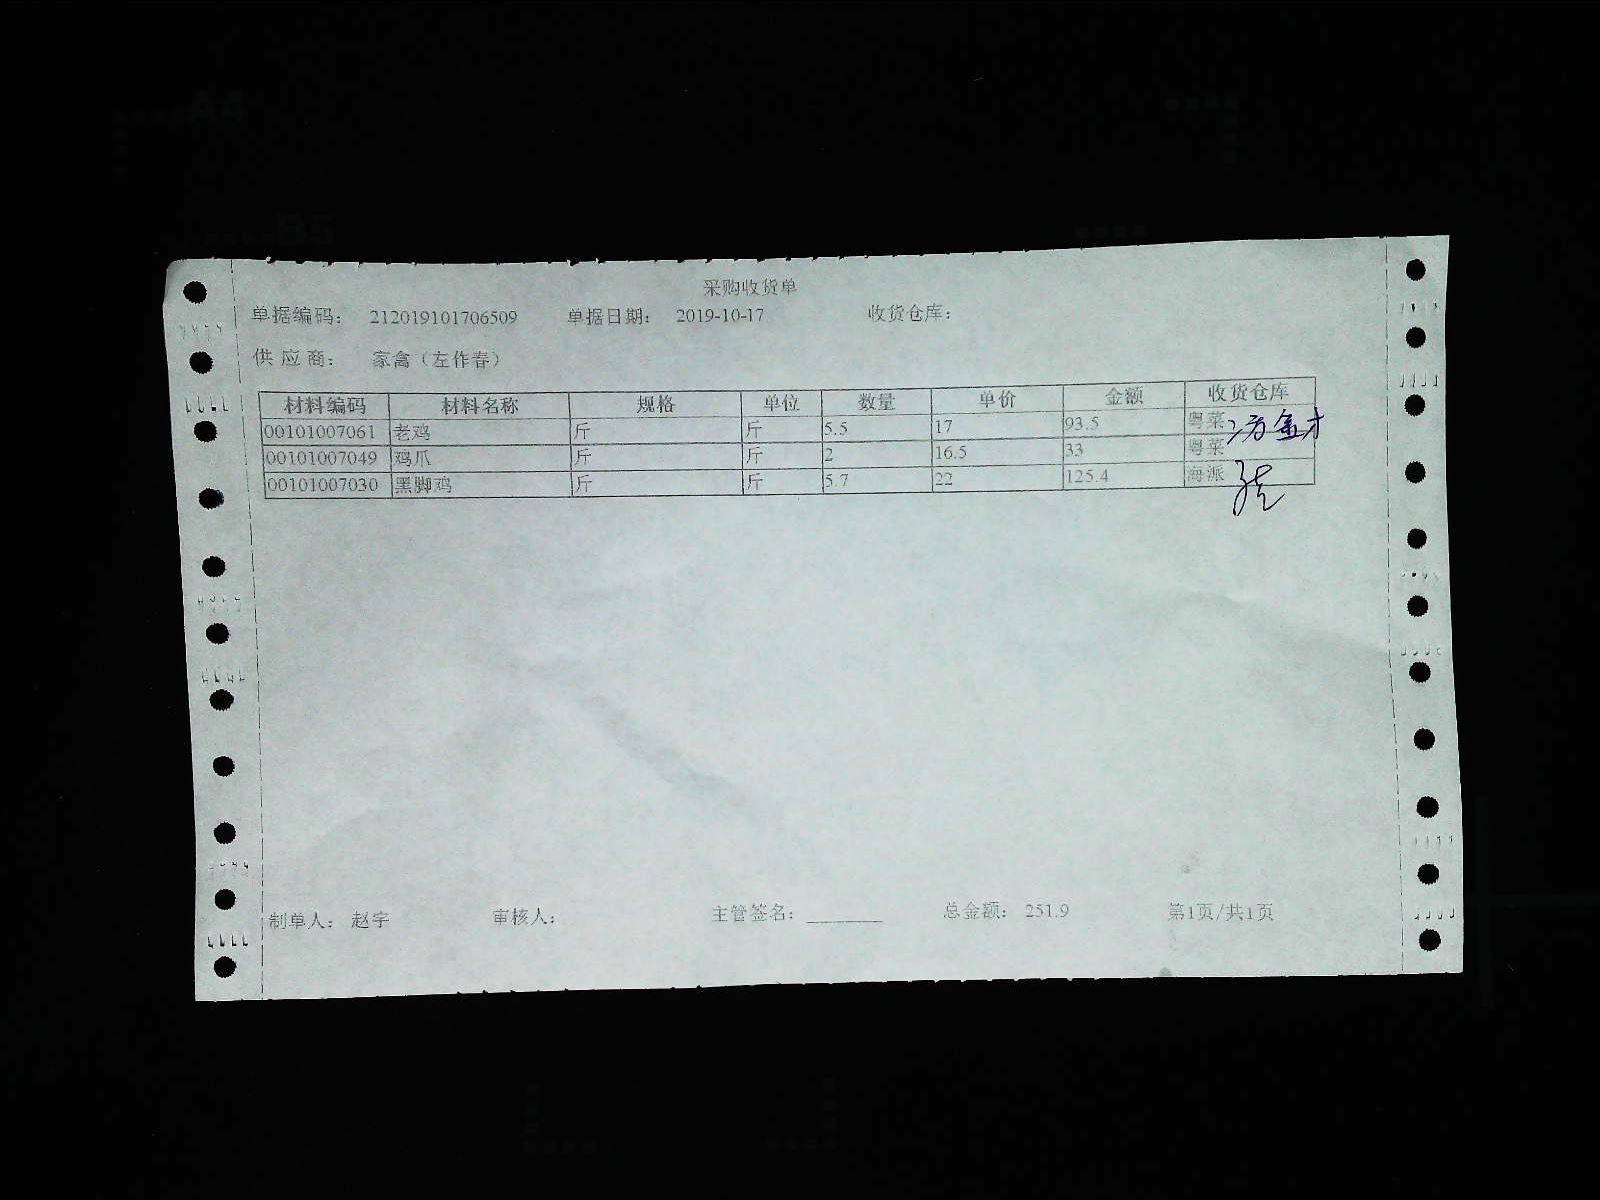 采购收货单
单据编码： 212019101706509 单据日期： 2019-10-17 收货仓库：
供 应 商： 家禽（左作春）
材料编码 材料名称 规格 单位 数量 单价 金额 收货仓库
00101007061 老鸡 斤 斤 5.5 17 93.5 粤菜
00101007049 鸡爪 斤 斤 2 16.5 33 粤菜
00101007030 黑脚鸡 斤 斤 5.7 22 125.4 海派
制单人： 赵宇 审核人： 主管签名： ________ 总金额： 251.9 第1页/共1页